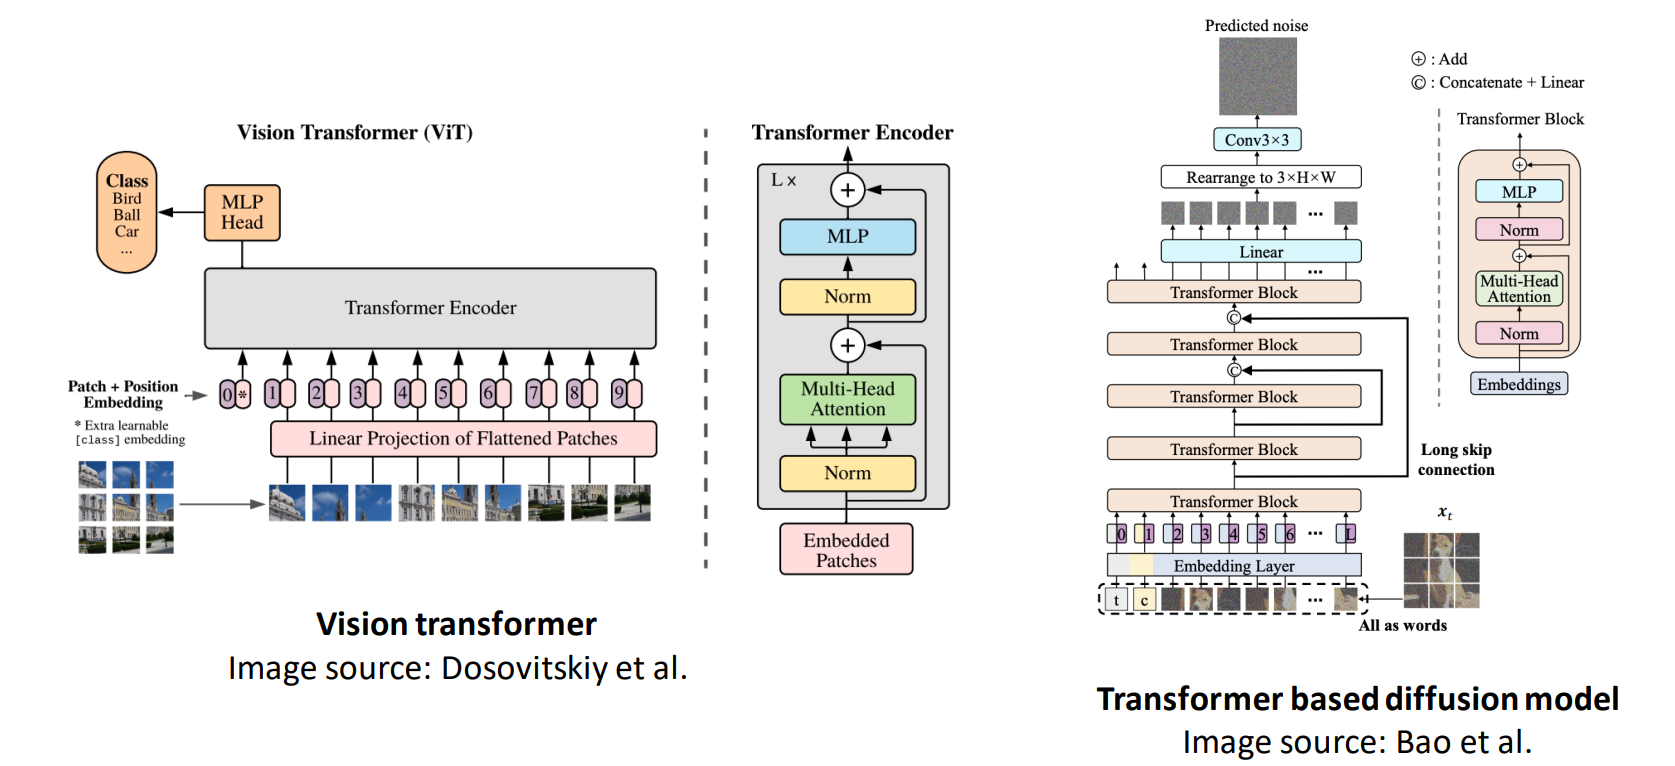 Vision Transformer (ViT)
Class
Bird
Ball
Car
...
MLP
Head
Transformer Encoder
Patch + Position
Embedding
* Extra learnable
[class] embedding
0 * 1 2 3 4 5 6 7 8 9
Linear Projection of Flattened Patches
Transformer Encoder
L x
+
MLP
Norm
+
Multi-Head
Attention
Norm
Embedded
Patches
Vision transformer
Image source: Dosovitskiy et al.
Predicted noise
Conv3×3
Rearrange to 3×H×W
...
Linear
...
Transformer Block
C
Transformer Block
C
Transformer Block
Transformer Block
Long skip
connection
Transformer Block
0 1 2 3 4 5 6 ... L
Embedding Layer
t c ...
All as words
xₜ
+ : Add
C : Concatenate + Linear
Transformer Block
+
MLP
Norm
+
Multi-Head
Attention
Norm
Embeddings
Transformer based diffusion model
Image source: Bao et al.